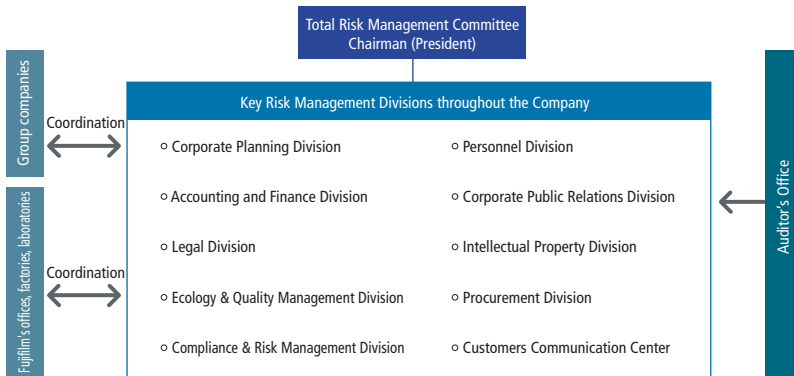 Total Risk Management Committee
Chairman (President)
Group companies
Coordination
Key Risk Management Divisions throughout the Company
Corporate Planning Division
Personnel Division
Accounting and Finance Division
Corporate Public Relations Division
Legal Division
Intellectual Property Division
Ecology & Quality Management Division
Procurement Division
Compliance & Risk Management Division
Customers Communication Center
Fujifilm's offices, factories, laboratories
Coordination
Auditor's Office